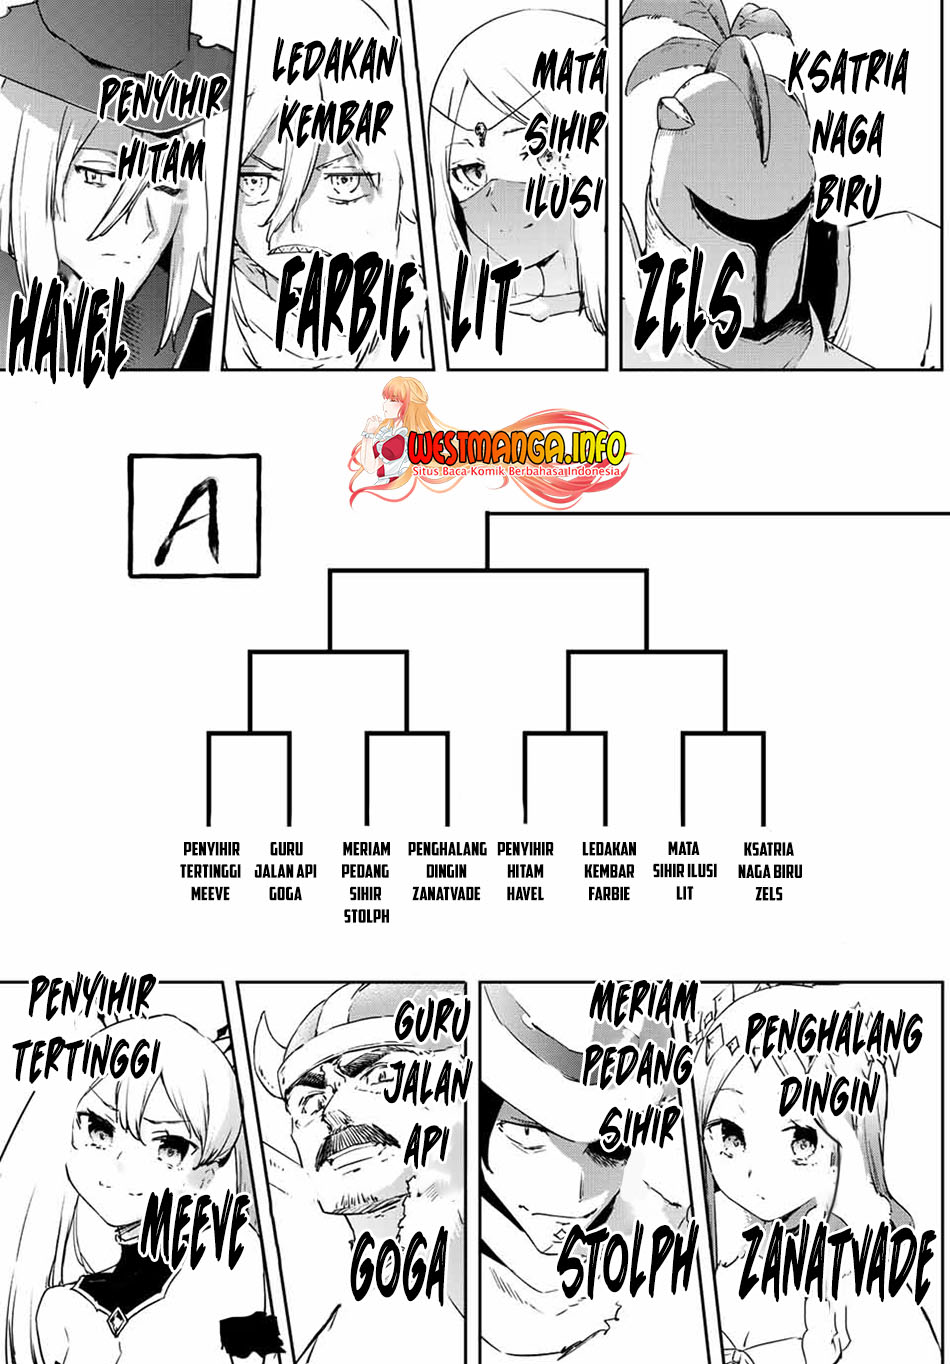 PENYIHIR
HITAM
HAVEL
LEDAKAN
KEMBAR
FARBIE
MATA
SIHIR
ILUSI
LIT
KSATRIA
NAGA
BIRU
ZELS
WESTMANGA.INFO
Situs Baca Komik Berbahasa Indonesia
A
PENYIHIR
TERTINGGI
MEEVE
GURU
JALAN API
GOGA
MERIAM
PEDANG
SIHIR
STOLPH
PENGHALANG
DINGIN
ZANATVADE
PENYIHIR
HITAM
HAVEL
LEDAKAN
KEMBAR
FARBIE
MATA
SIHIR ILUSI
LIT
KSATRIA
NAGA BIRU
ZELS
PENYIHIR
TERTINGGI
MEEVE
GURU
JALAN
API
GOGA
MERIAM
PEDANG
SIHIR
STOLPH
PENGHALANG
DINGIN
ZANATVADE